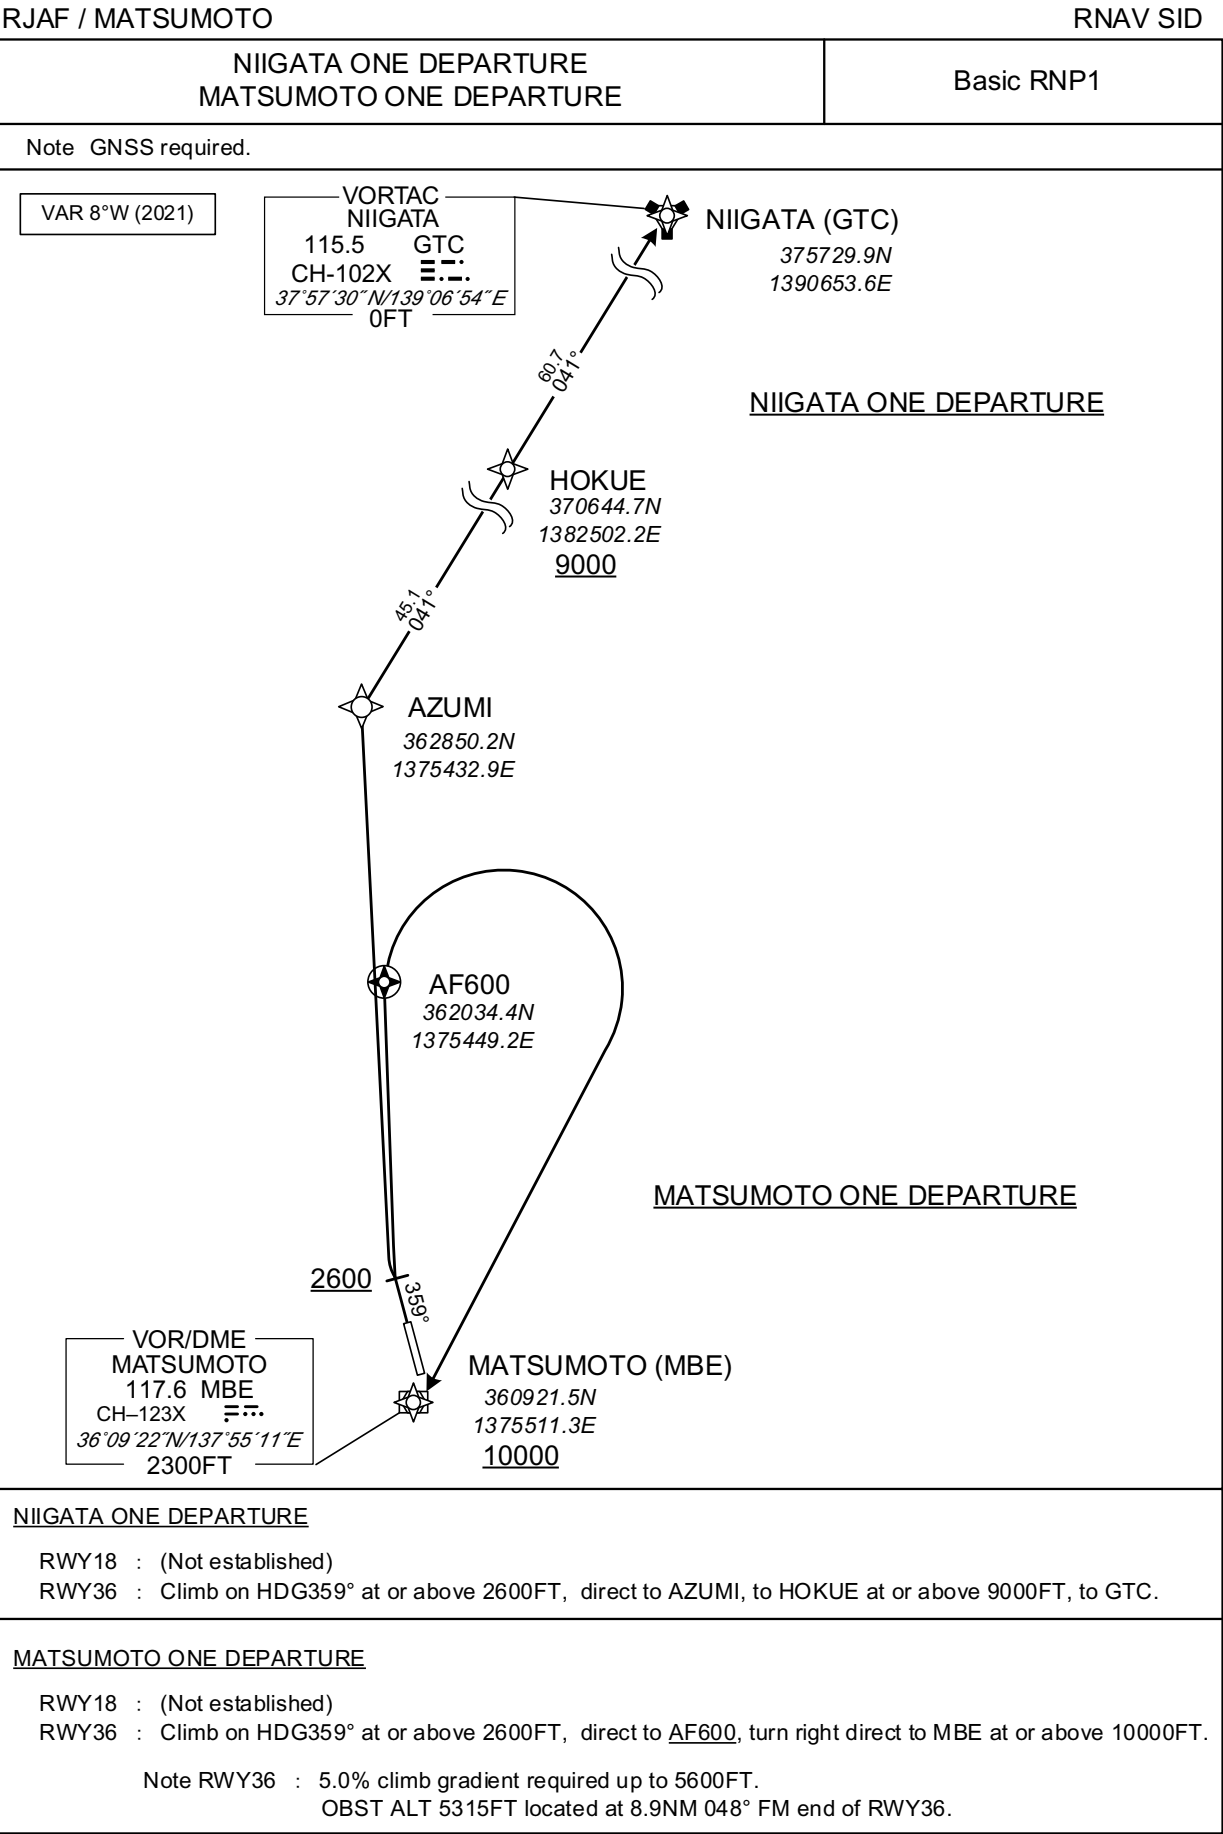 RJAF / MATSUMOTO
RNAV SID
NIIGATA ONE DEPARTURE
MATSUMOTO ONE DEPARTURE
Basic RNP1
Note GNSS required.
VAR 8°W (2021)
VORTAC
NIIGATA
115.5 GTC
CH-102X
37°57′30″N/139°06′54″E
0FT
NIIGATA (GTC)
375729.9N
1390653.6E
60.7
041°
NIIGATA ONE DEPARTURE
HOKUE
370644.7N
1382502.2E
9000
45.1
041°
AZUMI
362850.2N
1375432.9E
AF600
362034.4N
1375449.2E
MATSUMOTO ONE DEPARTURE
2600
359°
VOR/DME
MATSUMOTO
117.6 MBE
CH–123X
36°09′22″N/137°55′11″E
2300FT
MATSUMOTO (MBE)
360921.5N
1375511.3E
10000
NIIGATA ONE DEPARTURE
RWY18 : (Not established)
RWY36 : Climb on HDG359° at or above 2600FT, direct to AZUMI, to HOKUE at or above 9000FT, to GTC.
MATSUMOTO ONE DEPARTURE
RWY18 : (Not established)
RWY36 : Climb on HDG359° at or above 2600FT, direct to AF600, turn right direct to MBE at or above 10000FT.
Note RWY36 : 5.0% climb gradient required up to 5600FT.
OBST ALT 5315FT located at 8.9NM 048° FM end of RWY36.